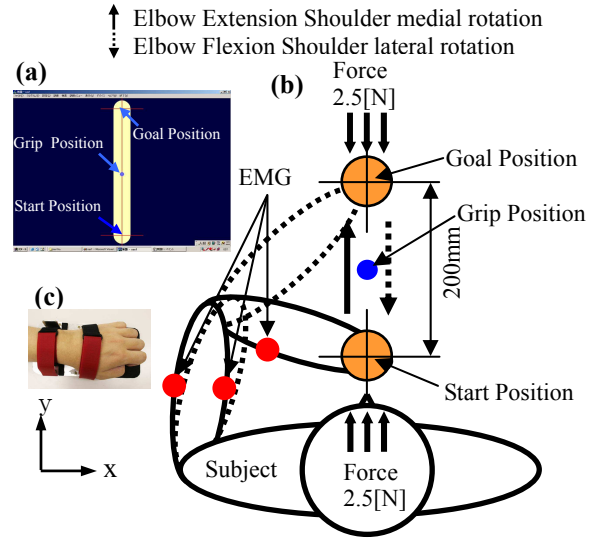 Elbow Extension Shoulder medial rotation
Elbow Flexion Shoulder lateral rotation
(a)
Goal Position
Grip Position
Start Position
(b)
Force
2.5[N]
EMG
Goal Position
Grip Position
200mm
Start Position
(c)
y
x
Subject
Force
2.5[N]